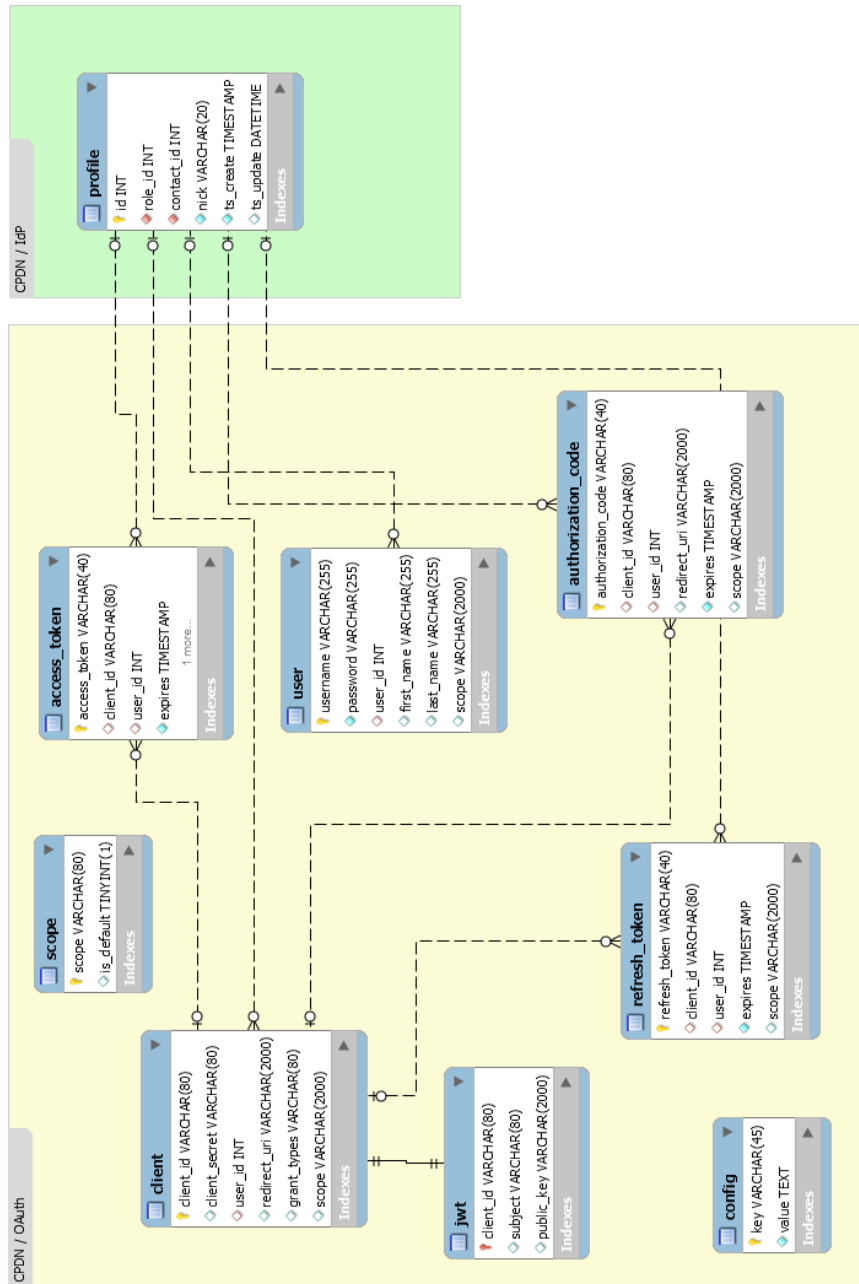 CPDN / OAuth
client
client_id VARCHAR(80)
client_secret VARCHAR(80)
user_id INT
redirect_uri VARCHAR(2000)
grant_types VARCHAR(80)
scope VARCHAR(2000)
Indexes
jwt
client_id VARCHAR(80)
subject VARCHAR(80)
public_key VARCHAR(2000)
Indexes
config
key VARCHAR(45)
value TEXT
Indexes
scope
scope VARCHAR(80)
is_default TINYINT(1)
Indexes
refresh_token
refresh_token VARCHAR(40)
client_id VARCHAR(80)
user_id INT
expires TIMESTAMP
scope VARCHAR(2000)
Indexes
access_token
access_token VARCHAR(40)
client_id VARCHAR(80)
user_id INT
expires TIMESTAMP
1 more...
Indexes
user
username VARCHAR(255)
password VARCHAR(255)
user_id INT
first_name VARCHAR(255)
last_name VARCHAR(255)
scope VARCHAR(2000)
Indexes
authorization_code
authorization_code VARCHAR(40)
client_id VARCHAR(80)
user_id INT
redirect_uri VARCHAR(2000)
expires TIMESTAMP
scope VARCHAR(2000)
Indexes
CPDN / IdP
profile
id INT
role_id INT
contact_id INT
nick VARCHAR(20)
ts_create TIMESTAMP
ts_update DATETIME
Indexes